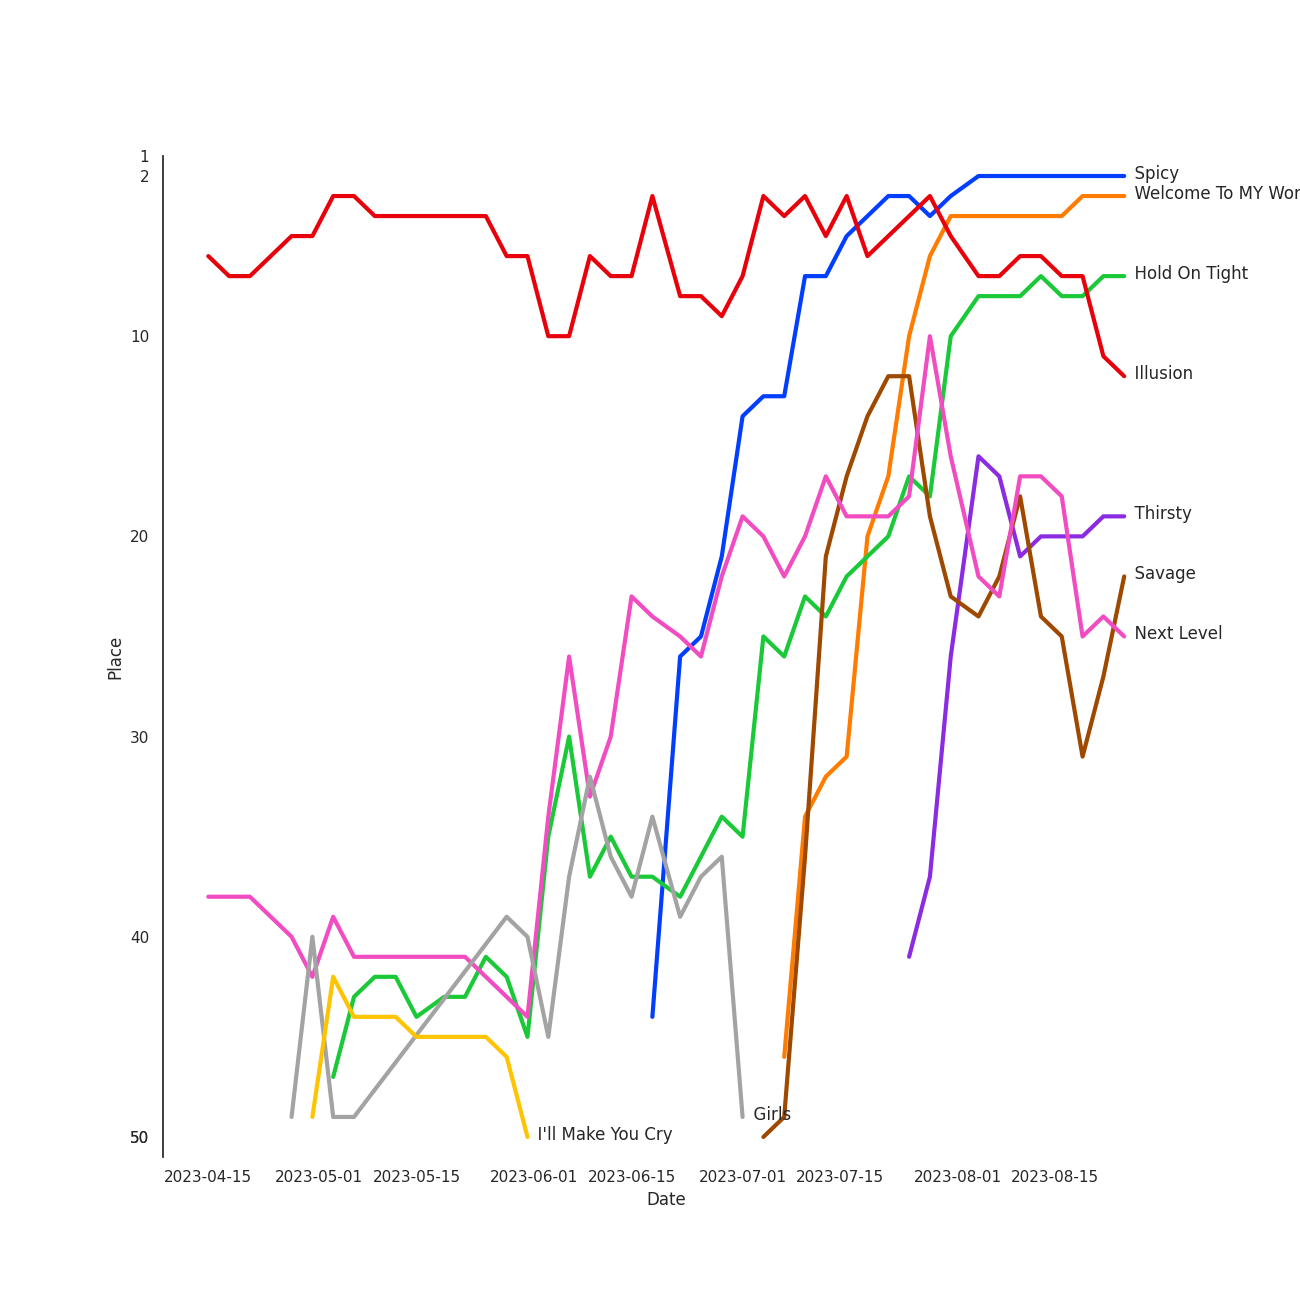 1
2
10
20
30
40
50
Place
Spicy
Welcome To MY Wor
Hold On Tight
Illusion
Thirsty
Savage
Next Level
Girls
I'll Make You Cry
2023-04-15 2023-05-01 2023-05-15 2023-06-01 2023-06-15 2023-07-01 2023-07-15 2023-08-01 2023-08-15
Date